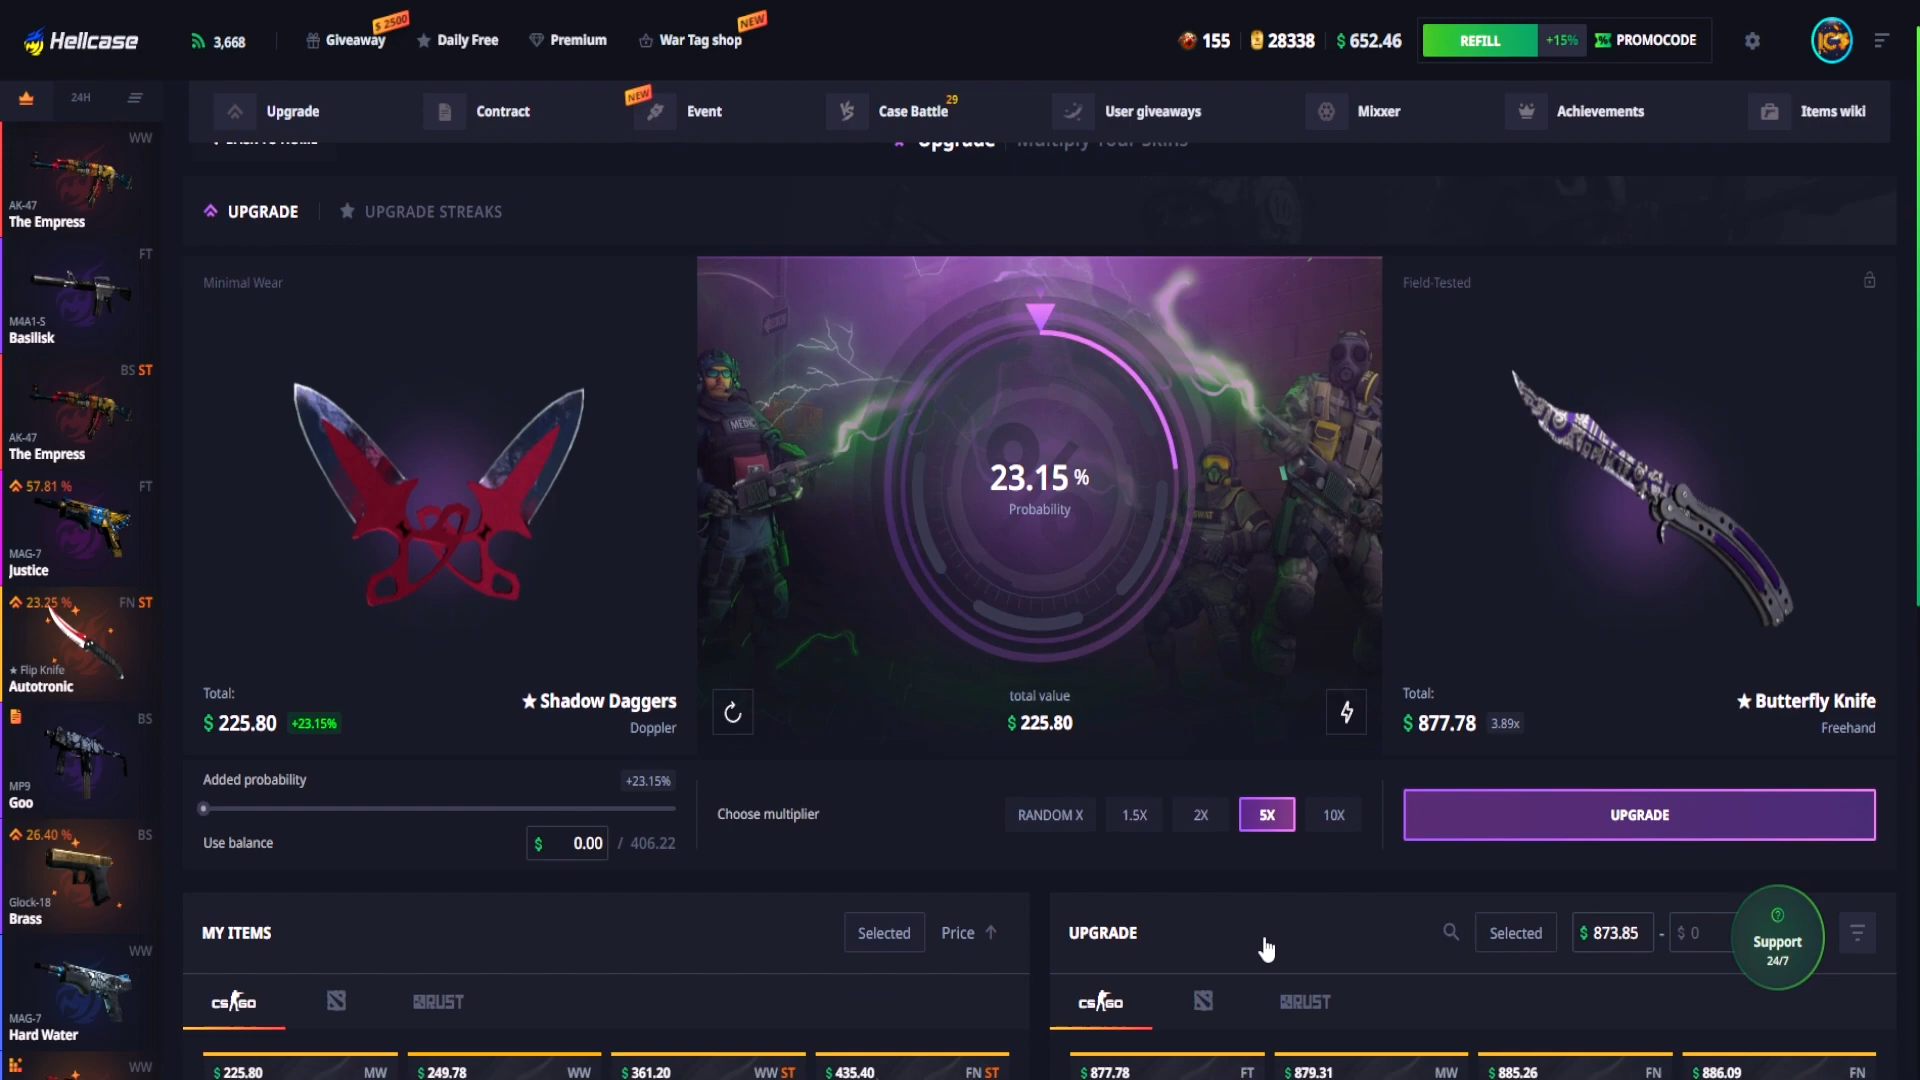 Hellcase
3,668
Giveaway
$ 2500
Daily Free
Premium
War Tag shop
NEW
155
28338
$ 652.46
REFILL
+15%
PROMOCODE
24H
Upgrade
Contract
NEW
Event
Case Battle
29
User giveaways
Mixxer
Achievements
Items wiki
Upgrade
Multiply Your Skins
WW
AK-47
The Empress
FT
M4A1-S
Basilisk
BS ST
AK-47
The Empress
57.81 %
FT
MAG-7
Justice
23.25 %
FN ST
★ Flip Knife
Autotronic
BS
MP9
Goo
26.40 %
BS
Glock-18
Brass
WW
MAG-7
Hard Water
WW
UPGRADE
UPGRADE STREAKS
Minimal Wear
Total:
$ 225.80
+23.15%
★ Shadow Daggers
Doppler
MEDIC
SWAT
23.15 %
Probability
total value
$ 225.80
Field-Tested
Total:
$ 877.78
3.89x
★ Butterfly Knife
Freehand
Added probability
+23.15%
Use balance
$ 0.00 / 406.22
Choose multiplier
RANDOM X
1.5X
2X
5X
10X
UPGRADE
MY ITEMS
Selected
Price
CS GO
RUST
$ 225.80
MW
$ 249.78
WW
$ 361.20
WW ST
$ 435.40
FN ST
UPGRADE
Selected
$ 873.85 - $ 0
Support
24/7
CS GO
RUST
$ 877.78
FT
$ 879.31
MW
$ 885.26
FN
$ 886.09
FN